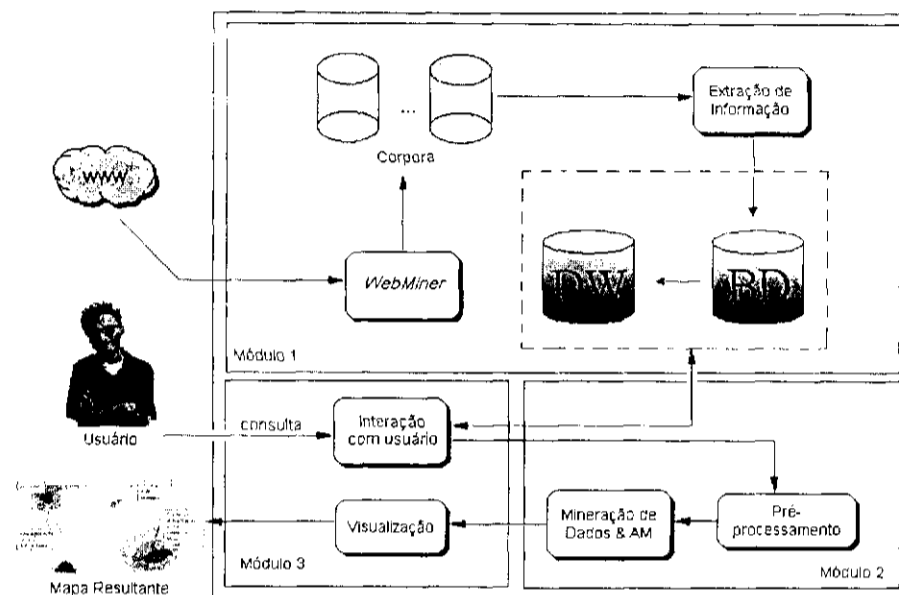 Extração de
Informação
...
Corpora
WWW
WebMiner
DW
BD
Módulo 1
Usuário
consulta
Interação
com usuário
Visualização
Mineração de
Dados & AM
Pré-
processamento
Módulo 3
Módulo 2
Mapa Resultante